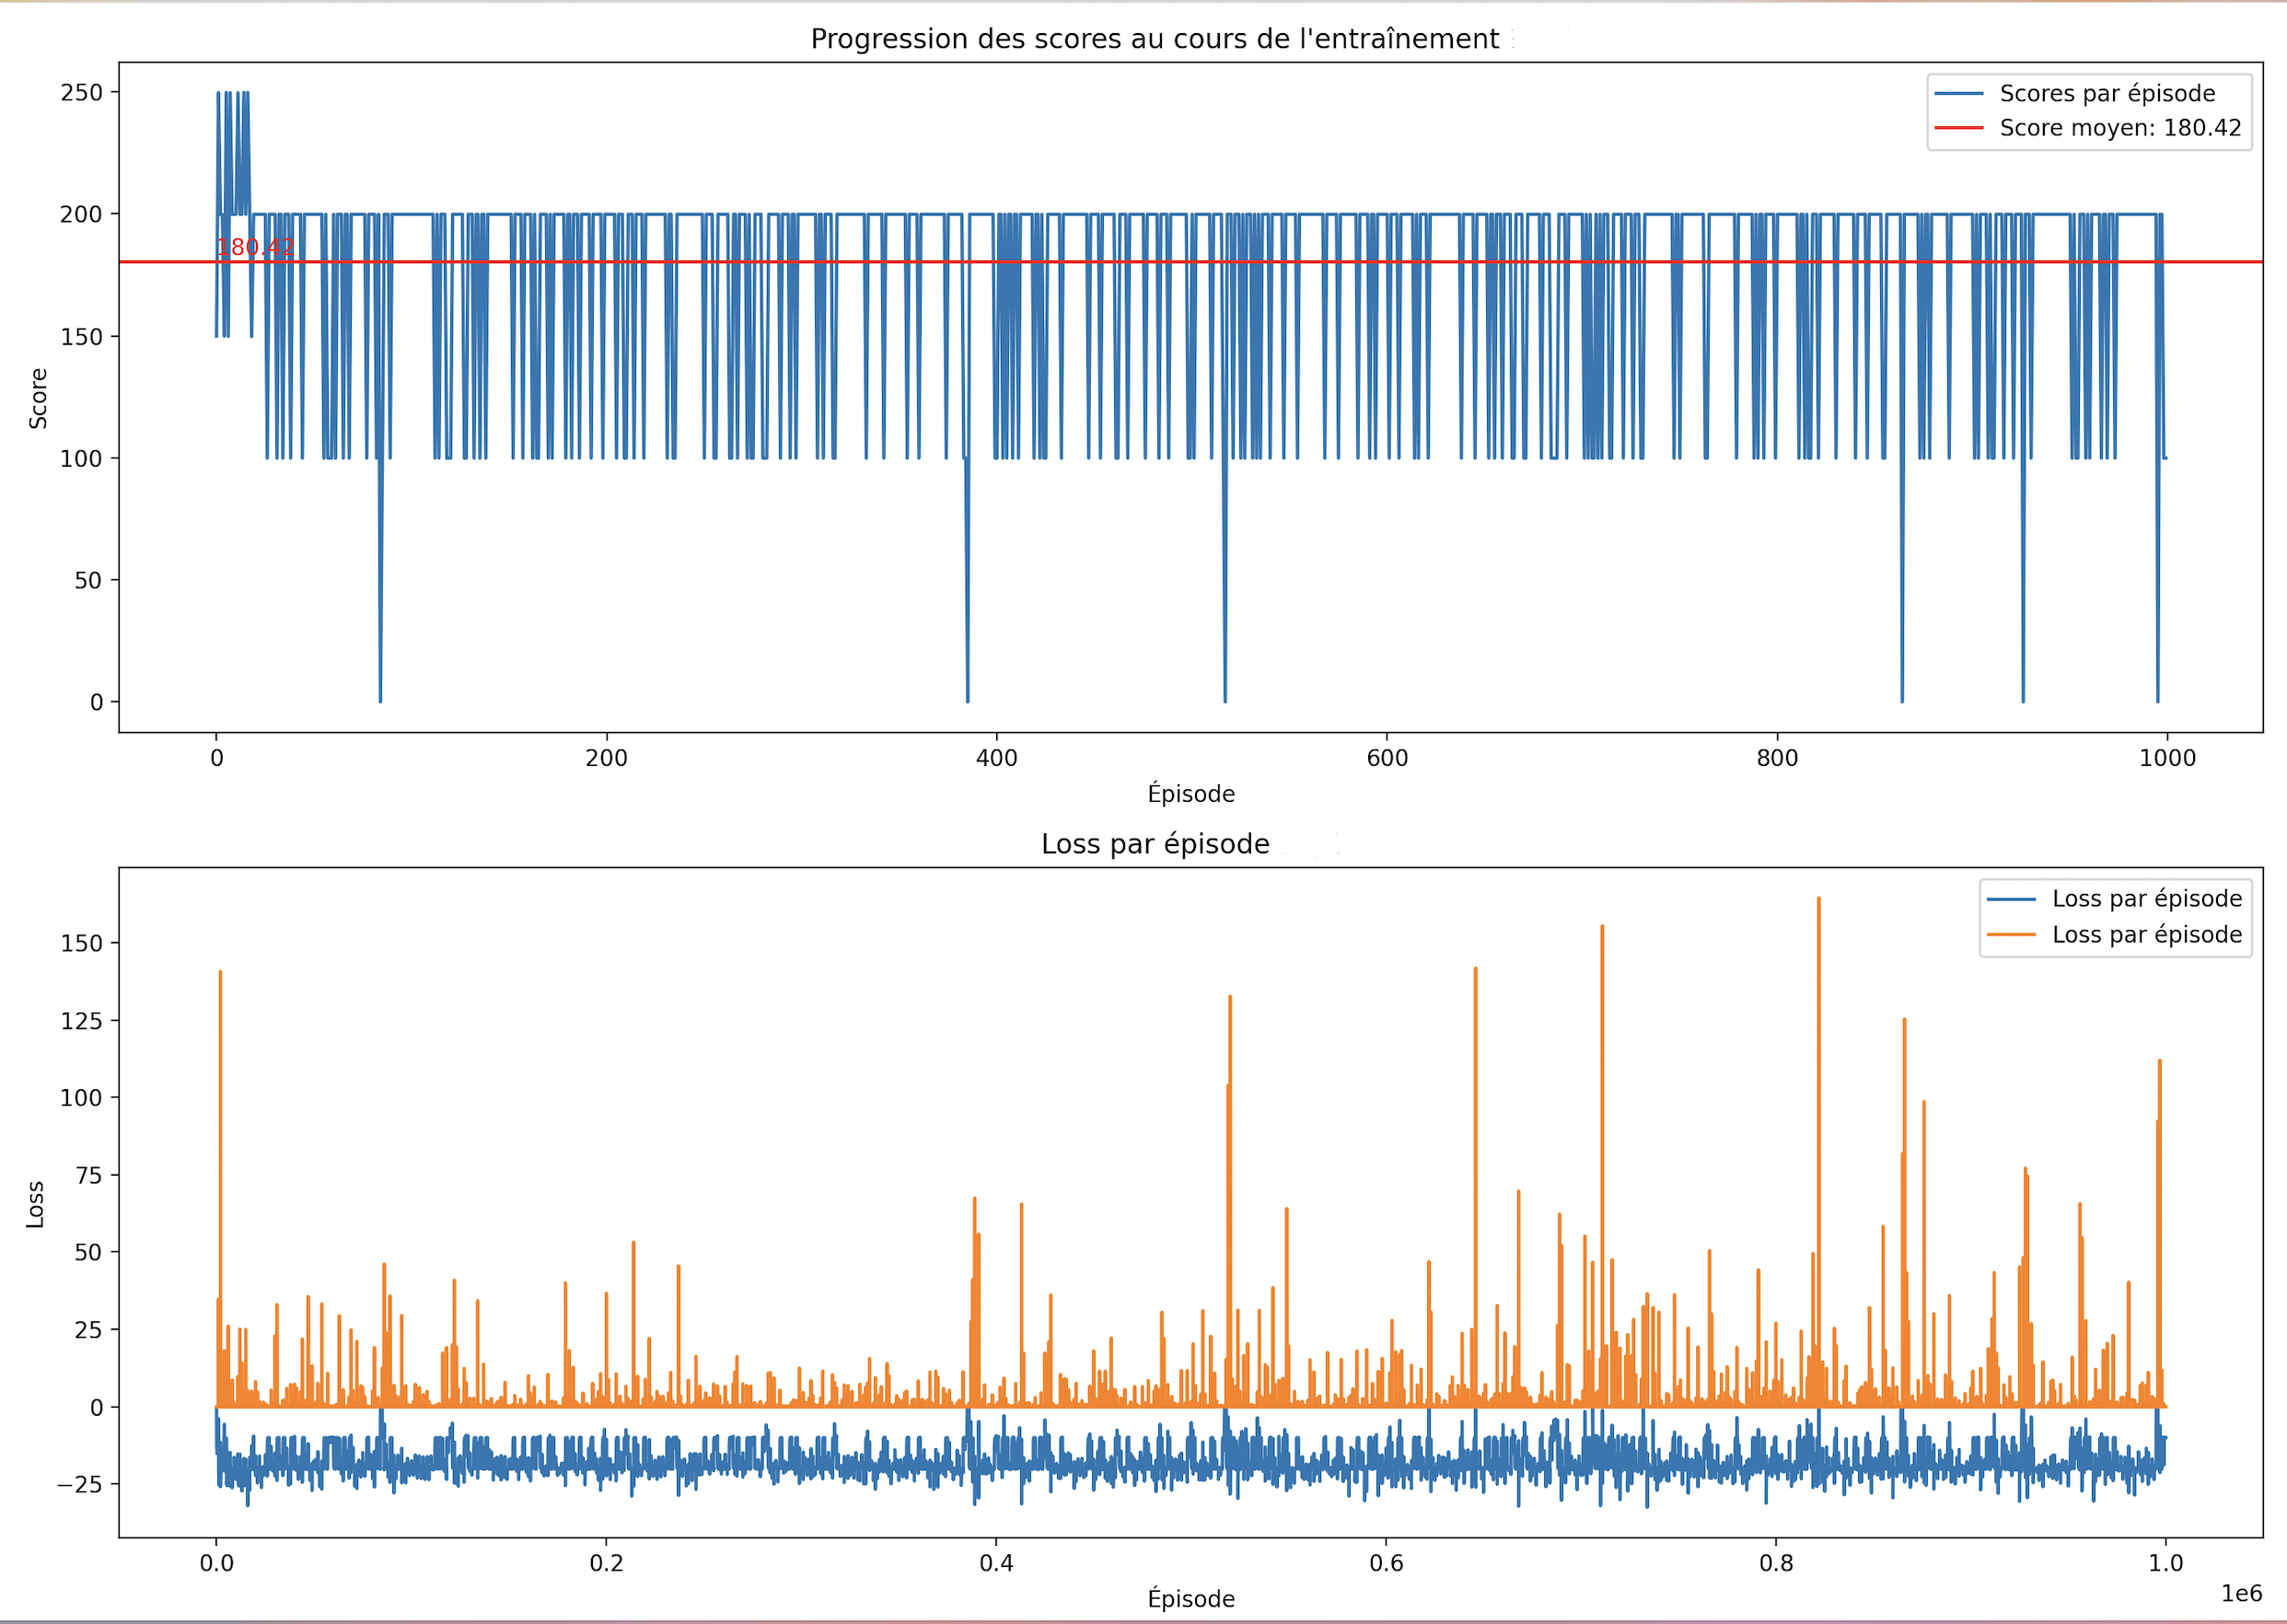 Progression des scores au cours de l'entraînement
250
200
150
100
50
0
Score
180.42
Scores par épisode
Score moyen: 180.42
0
200
400
600
800
1000
Épisode
Loss par épisode
150
125
100
75
50
25
0
−25
Loss
Loss par épisode
Loss par épisode
0.0
0.2
0.4
0.6
0.8
1.0
1e6
Épisode